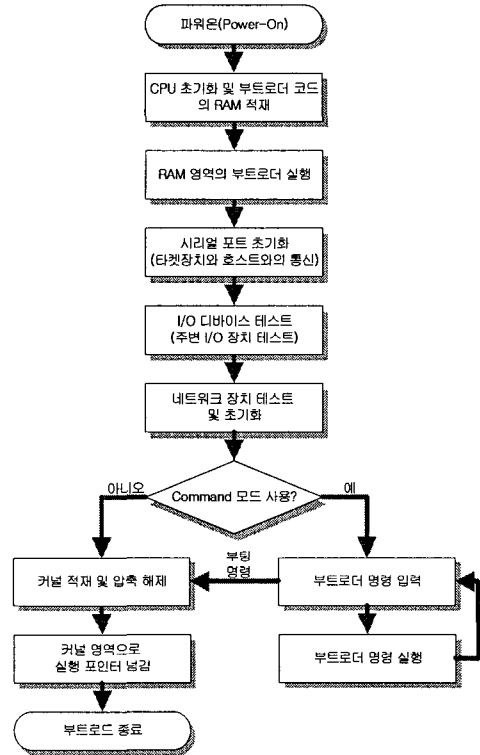 파워온(Power-On)
CPU 초기화 및 부트로더 코드
의 RAM 적재
RAM 영역의 부트로더 실행
시리얼 포트 초기화
(타켓장치와 호스트와의 통신)
I/O 디바이스 테스트
(주변 I/O 장치 테스트)
네트워크 장치 테스트
및 초기화
Command 모드 사용?
아니오
예
커널 적재 및 압축 해제
부팅
명령
부트로더 명령 입력
커널 영역으로
실행 포인터 넘김
부트로더 명령 실행
부트로드 종료